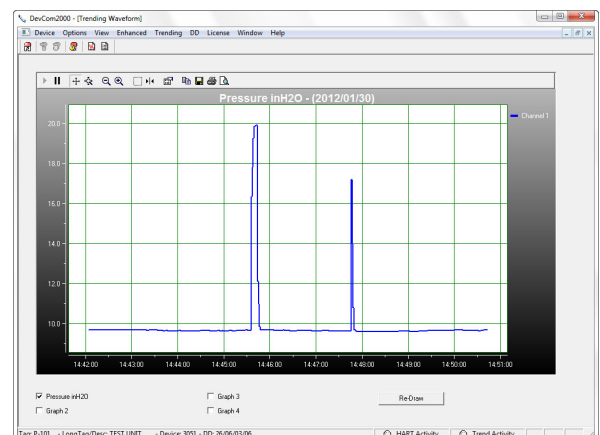 DevCom2000 - [Trending Waveform]
Device Options View Enhanced Trending DD License Window Help
Pressure inH2O - (2012/01/30)
Channel 1
20.0
18.0
16.0
14.0
12.0
10.0
14:42:00 14:43:00 14:44:00 14:45:00 14:46:00 14:47:00 14:48:00 14:49:00 14:50:00 14:51:00
Pressure inH2O Graph 3 Re-Draw
Graph 2 Graph 4
Tag: P-101 - LongTag/Desc: TEST UNIT - Device: 3051 - DD: 26/06/03/06 HART Activity Trend Activity